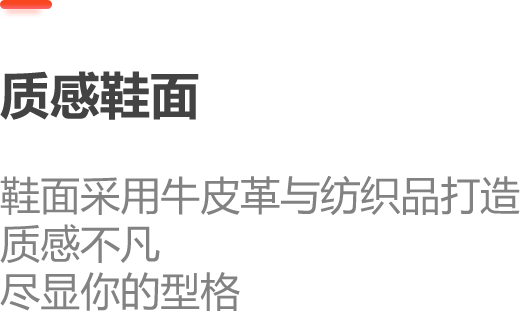 质感鞋面
鞋面采用牛皮革与纺织品打造
质感不凡
尽显你的型格